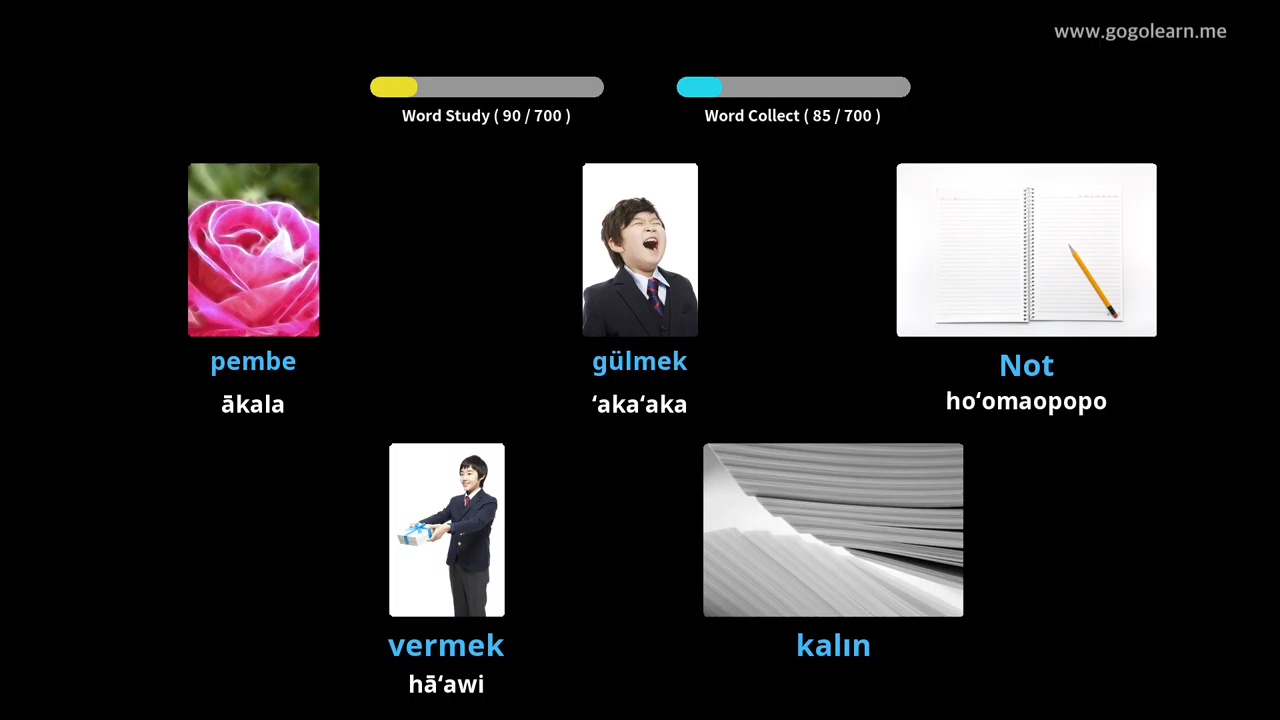 www.gogolearn.me
Word Study ( 90 / 700 )
Word Collect ( 85 / 700 )
pembe
gülmek
Not
ākala
ʻakaʻaka
hoʻomaopopo
vermek
kalın
hāʻawi